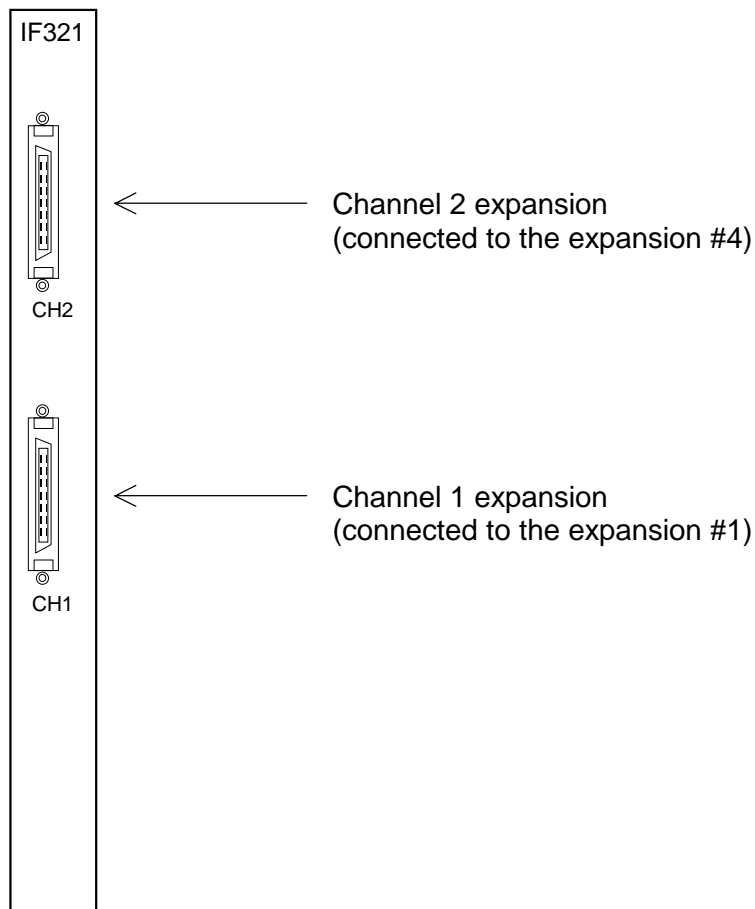 IF321
Channel 2 expansion
(connected to the expansion #4)
CH2
Channel 1 expansion
(connected to the expansion #1)
CH1